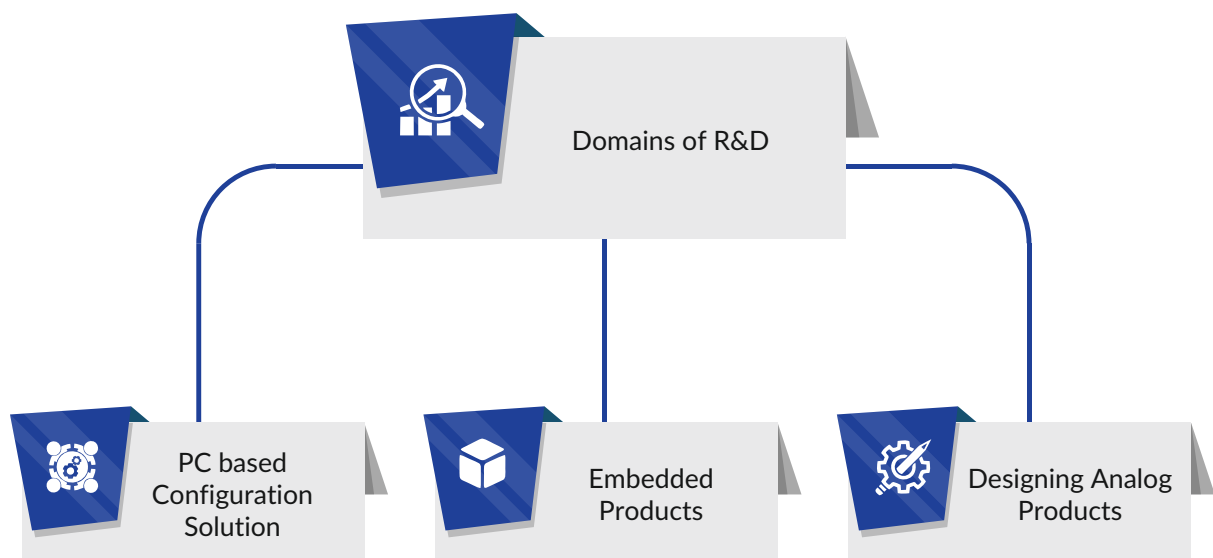 Domains of R&D
PC based
Configuration
Solution
Embedded
Products
Designing Analog
Products